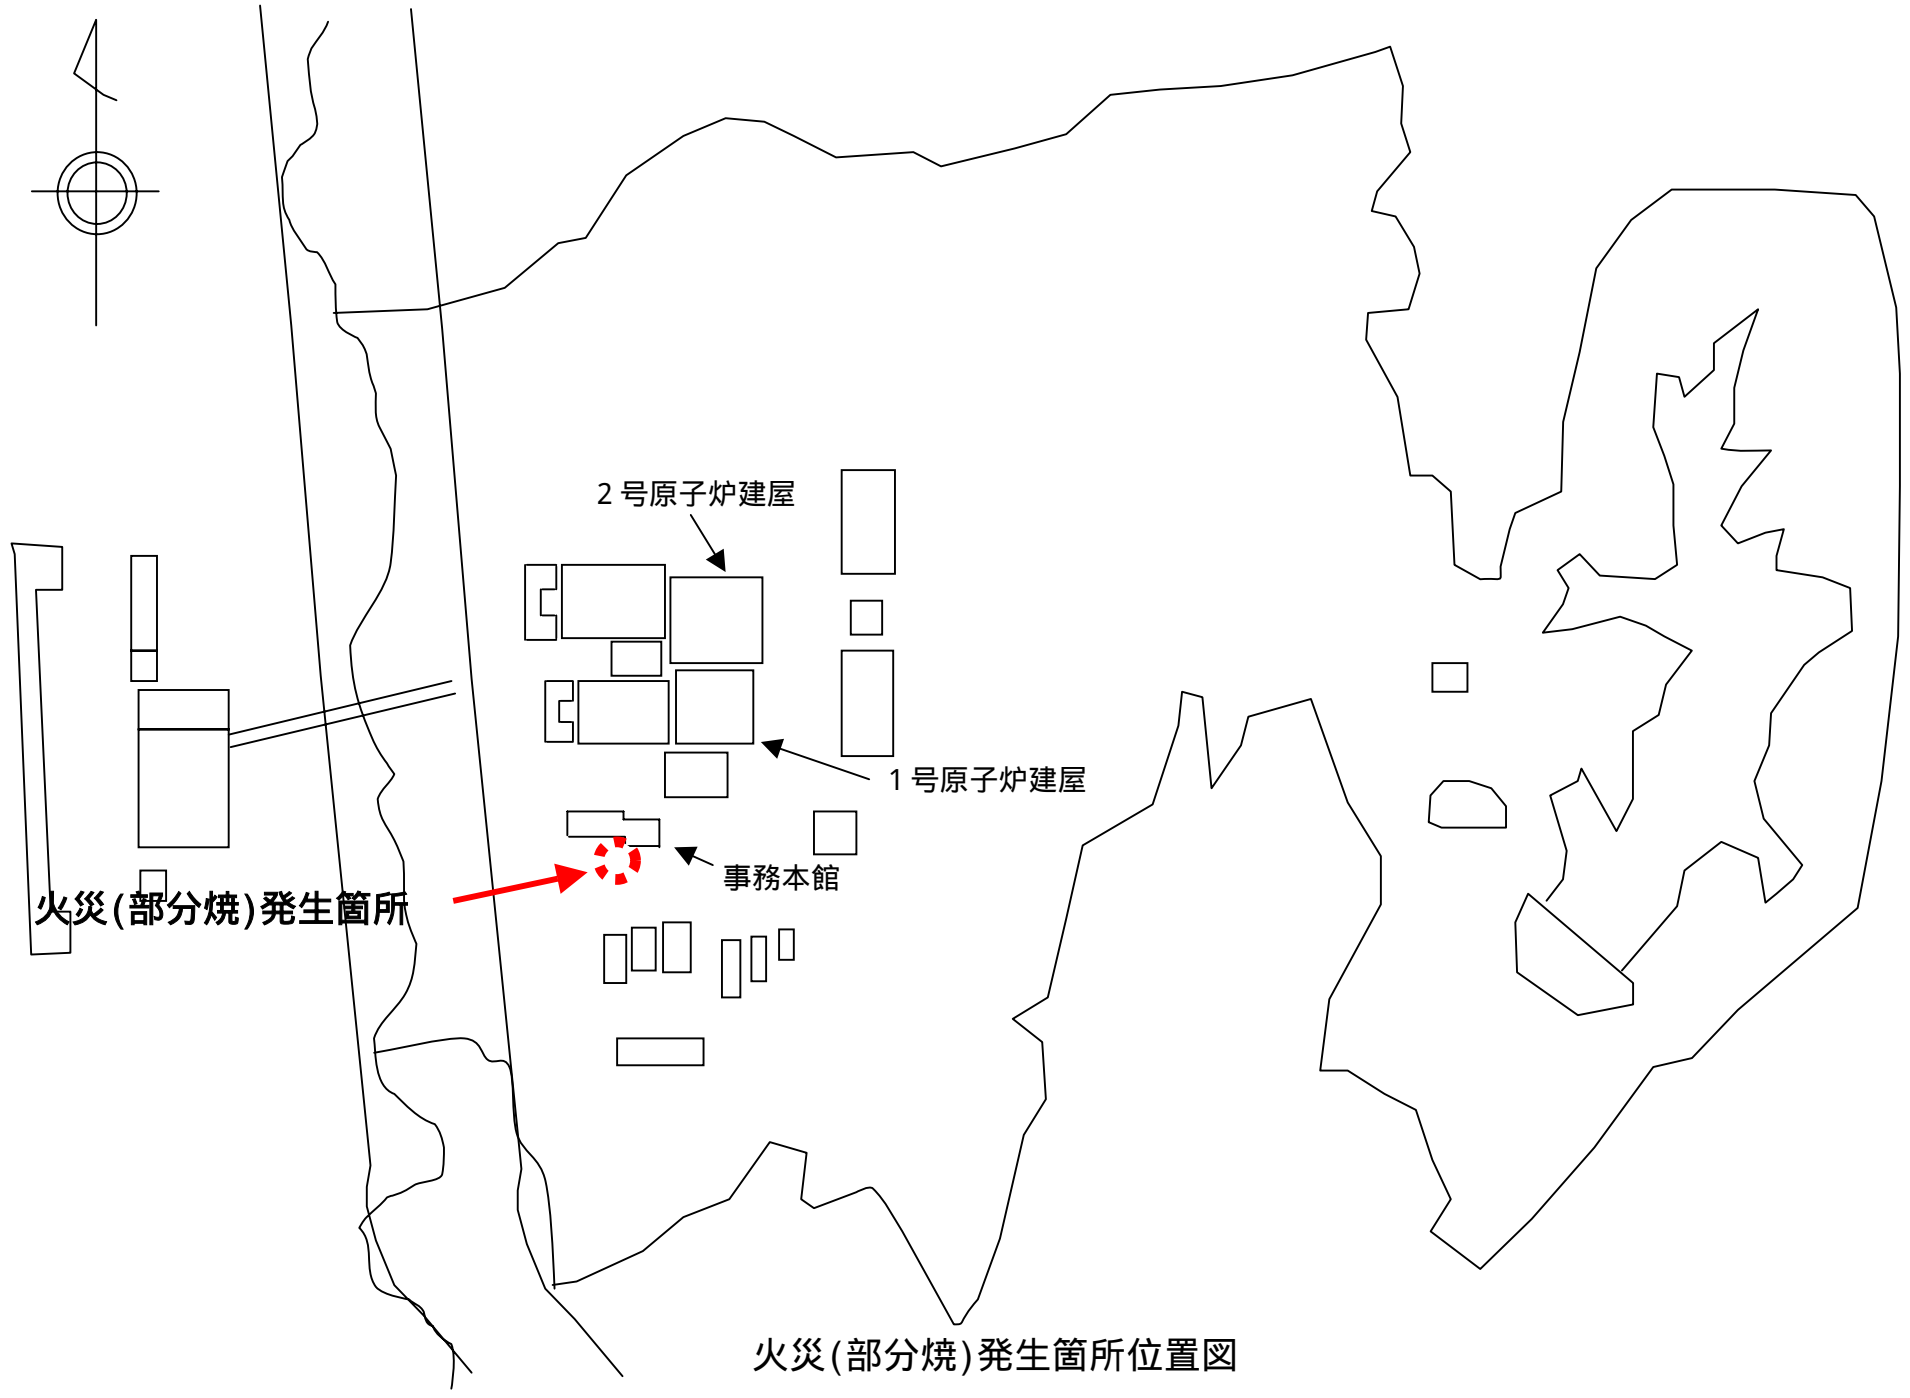 2号原子炉建屋
1号原子炉建屋
事務本館
火災(部分焼)発生箇所
火災(部分焼)発生箇所位置図